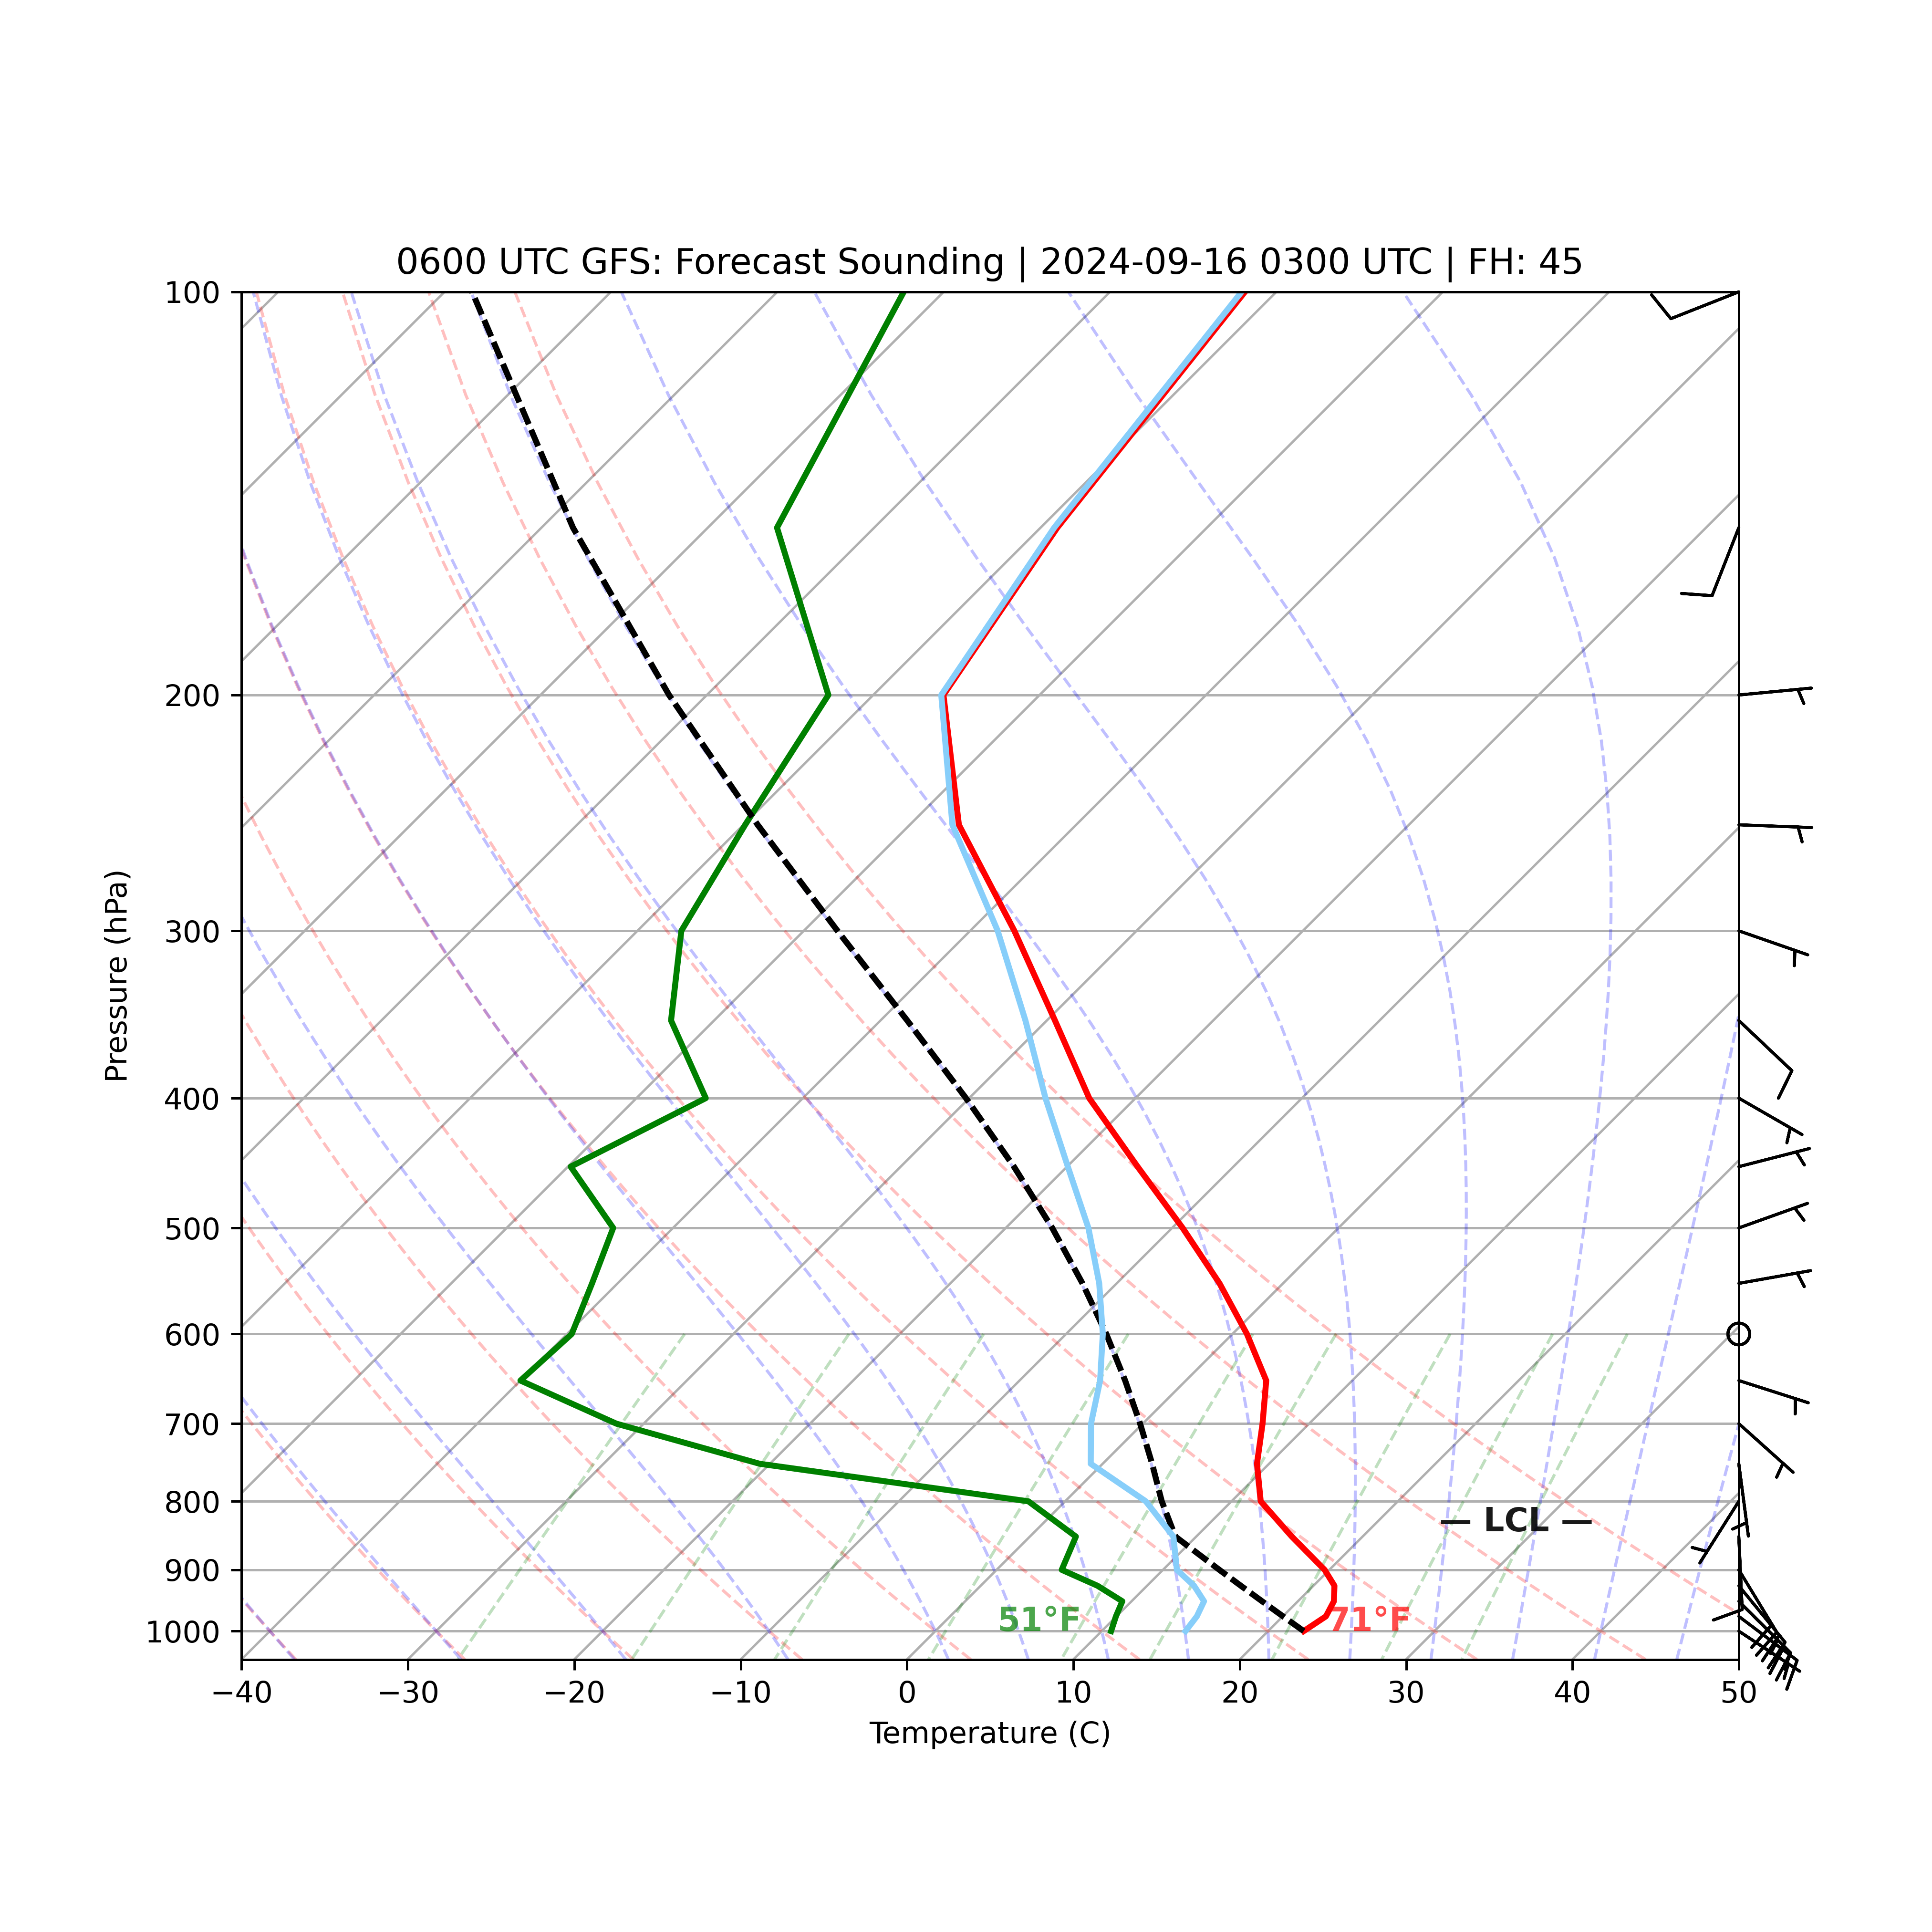 0600 UTC GFS: Forecast Sounding | 2024-09-16 0300 UTC | FH: 45
100
200
300
400
500
600
700
800
900
1000
Pressure (hPa)
— LCL —
51°F
71°F
−40 −30 −20 −10 0 10 20 30 40 50
Temperature (C)